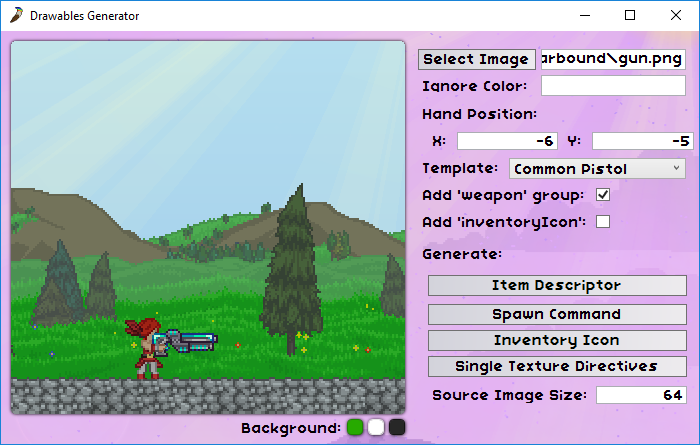 Drawables Generator
Select Image arbound\gun.png
Ignore Color:
Hand Position:
X: -6 Y: -5
Template: Common Pistol
Add 'weapon' group:
Add 'inventoryIcon':
Generate:
Item Descriptor
Spawn Command
Inventory Icon
Single Texture Directives
Source Image Size: 64
Background: